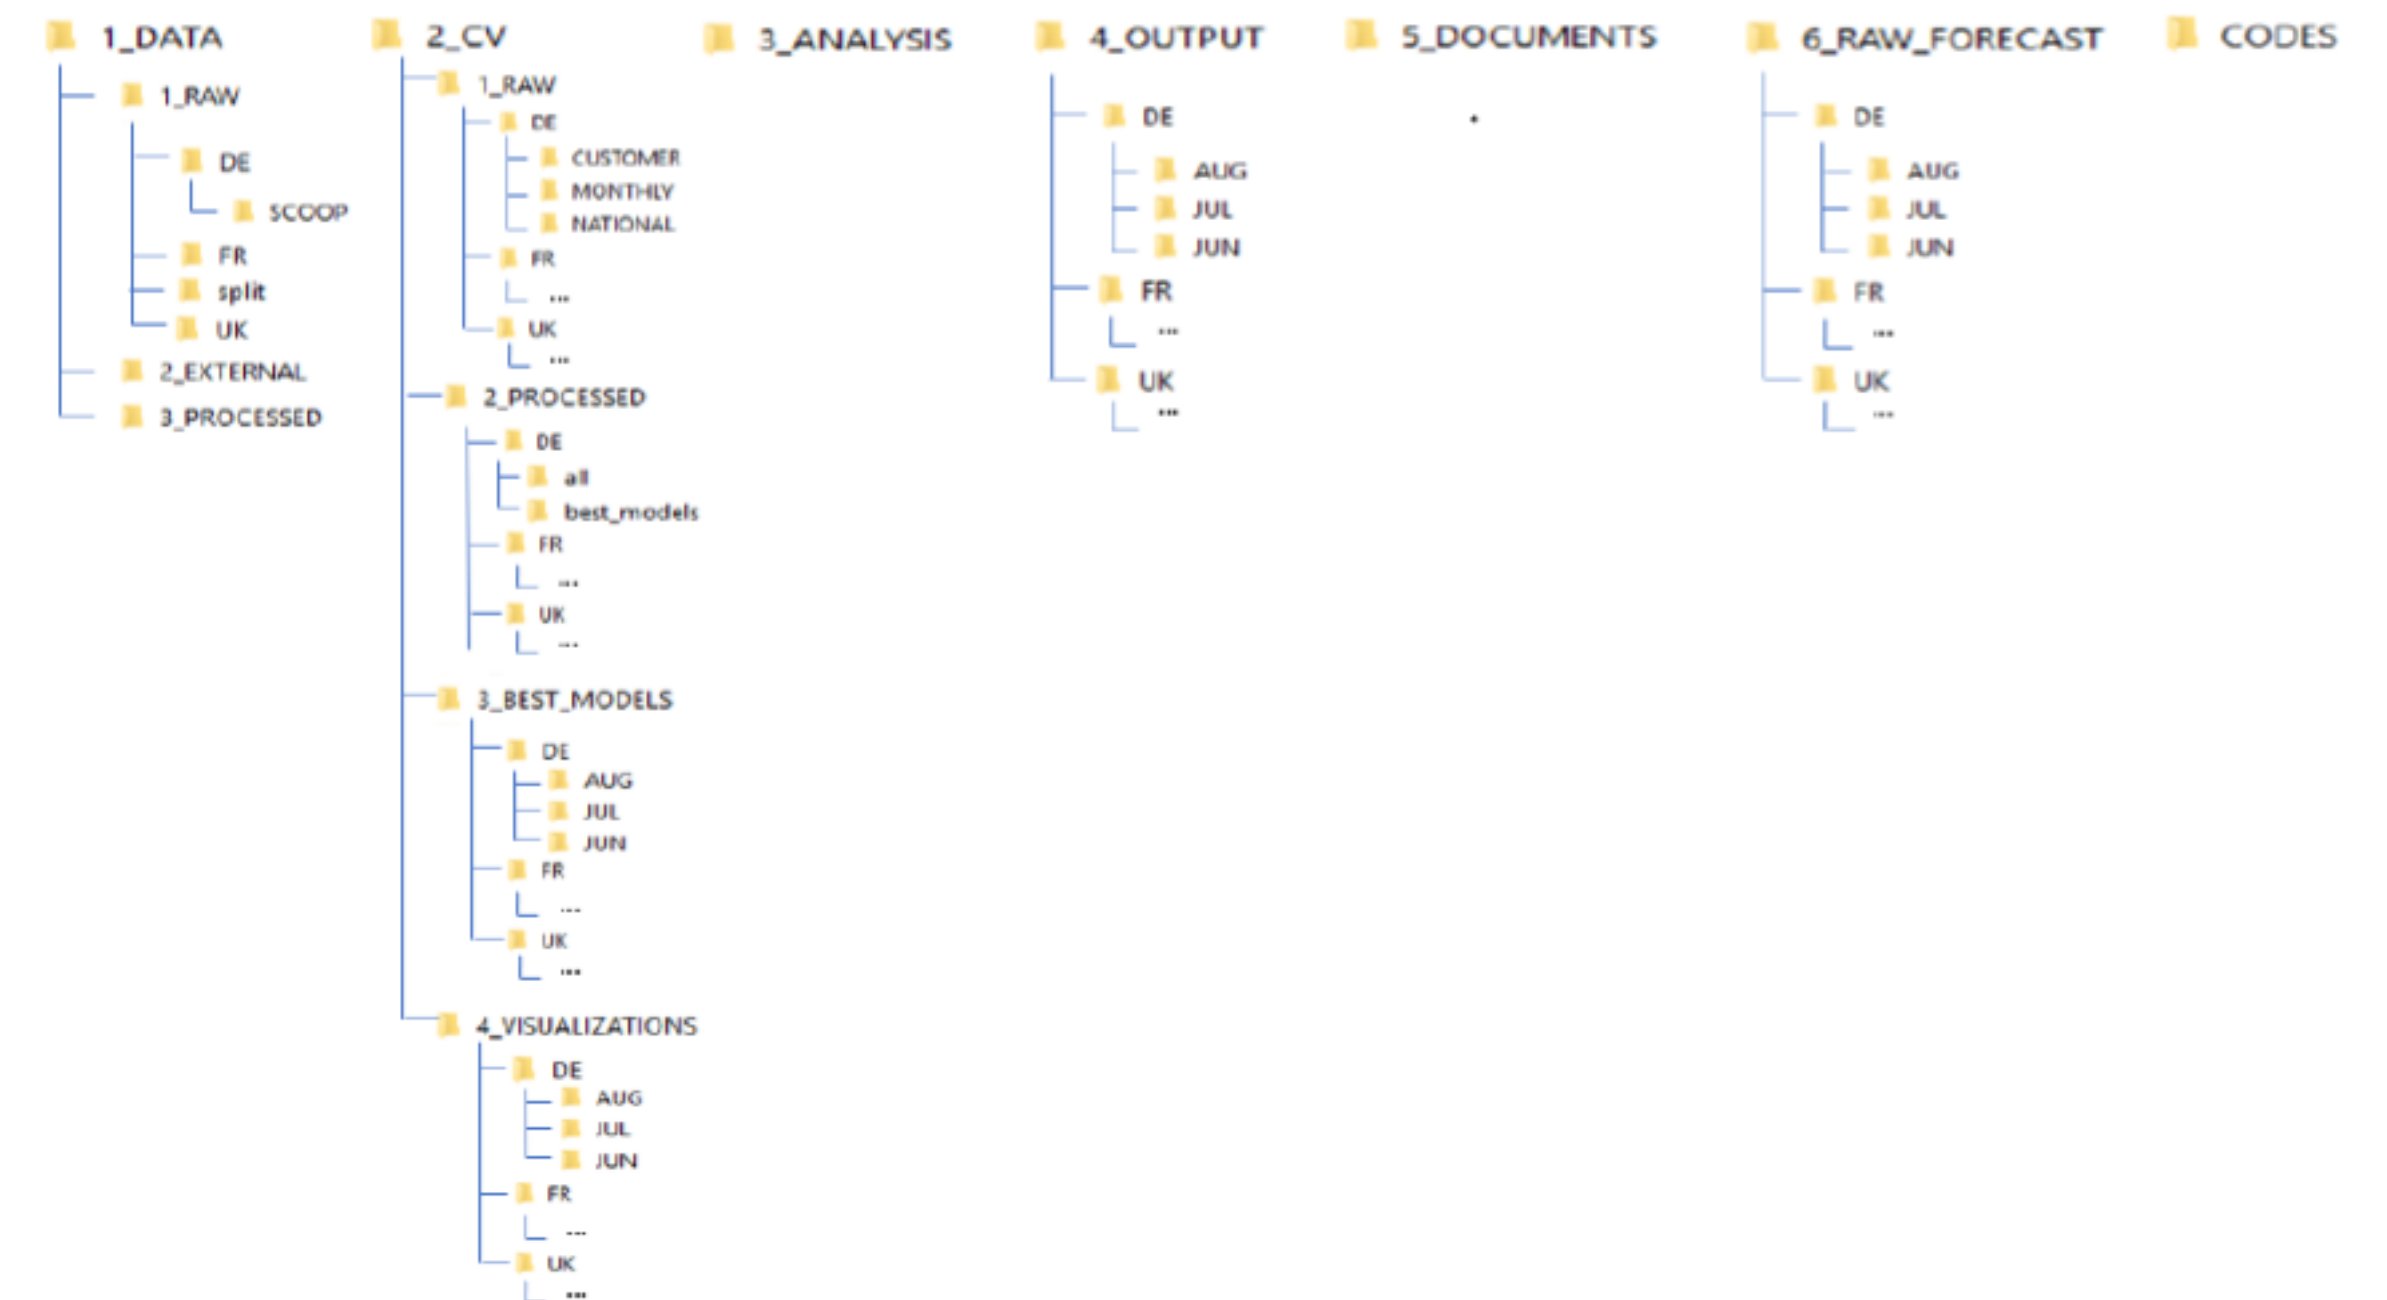 1_DATA
1_RAW
DE
SCOOP
FR
split
UK
2_EXTERNAL
3_PROCESSED
2_CV
1_RAW
DE
CUSTOMER
MONTHLY
NATIONAL
FR
...
UK
...
2_PROCESSED
DE
all
best_models
FR
...
UK
...
3_BEST_MODELS
DE
AUG
JUL
JUN
FR
...
UK
...
4_VISUALIZATIONS
DE
AUG
JUL
JUN
FR
...
UK
...
3_ANALYSIS
4_OUTPUT
DE
AUG
JUL
JUN
FR
...
UK
...
5_DOCUMENTS
.
6_RAW_FORECAST
DE
AUG
JUL
JUN
FR
...
UK
...
CODES